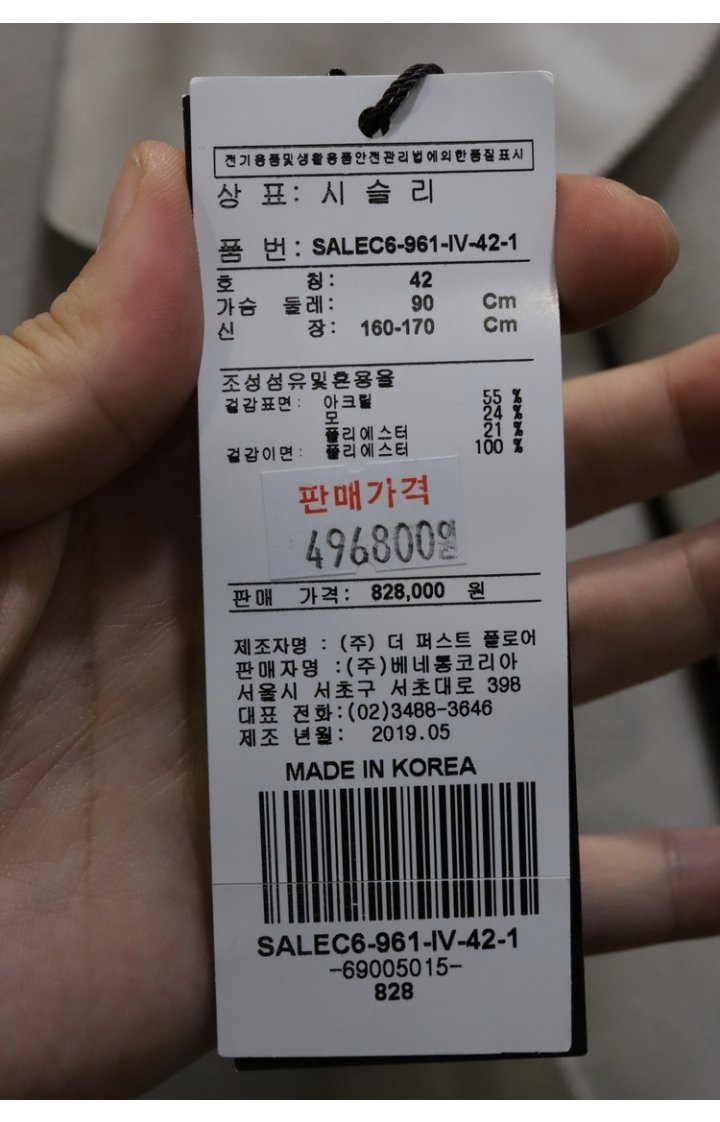 전기용품및생활용품안전관리법에의한품질표시
상 표: 시 슬 리
품 번: SALEC6-961-IV-42-1
호 칭: 42
가슴 둘레: 90 Cm
신 장: 160-170 Cm
조성섬유및혼용율
겉감표면: 아크릴 55 %
모 24 %
폴리에스터 21 %
겉감이면: 폴리에스터 100 %
판매가격
496800원
판매 가격: 828,000 원
제조자명 : (주) 더 퍼스트 플로어
판매자명 :(주)베네통코리아
서울시 서초구 서초대로 398
대표 전화:(02)3488-3646
제조 년월: 2019.05
MADE IN KOREA
SALEC6-961-IV-42-1
-69005015-
828